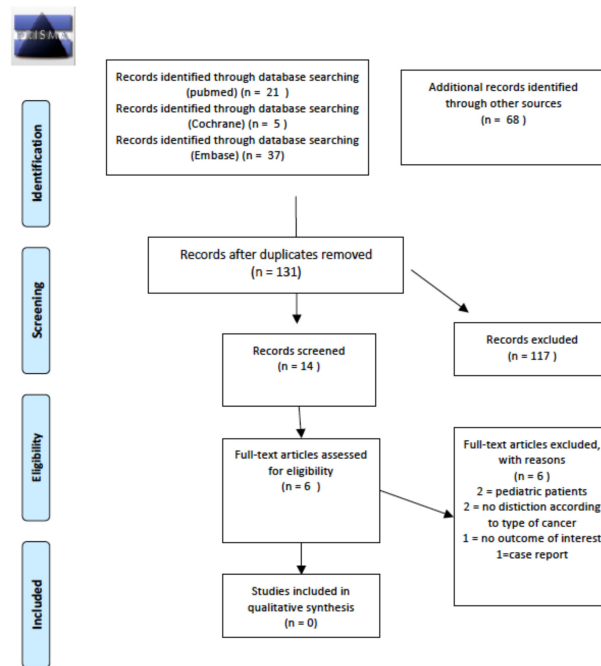 PRISMA
Records identified through database searching
(pubmed) (n = 21 )
Records identified through database searching
(Cochrane) (n = 5 )
Records identified through database searching
(Embase) (n = 37)
Additional records identified
through other sources
(n = 68 )
Identification
Records after duplicates removed
(n = 131)
Screening
Records screened
(n = 14 )
Records excluded
(n = 117 )
Eligibility
Full-text articles assessed
for eligibility
(n = 6 )
Full-text articles excluded,
with reasons
(n = 6 )
2 = pediatric patients
2 = no distiction according
to type of cancer
1 = no outcome of interest
1=case report
Included
Studies included in
qualitative synthesis
(n = 0)